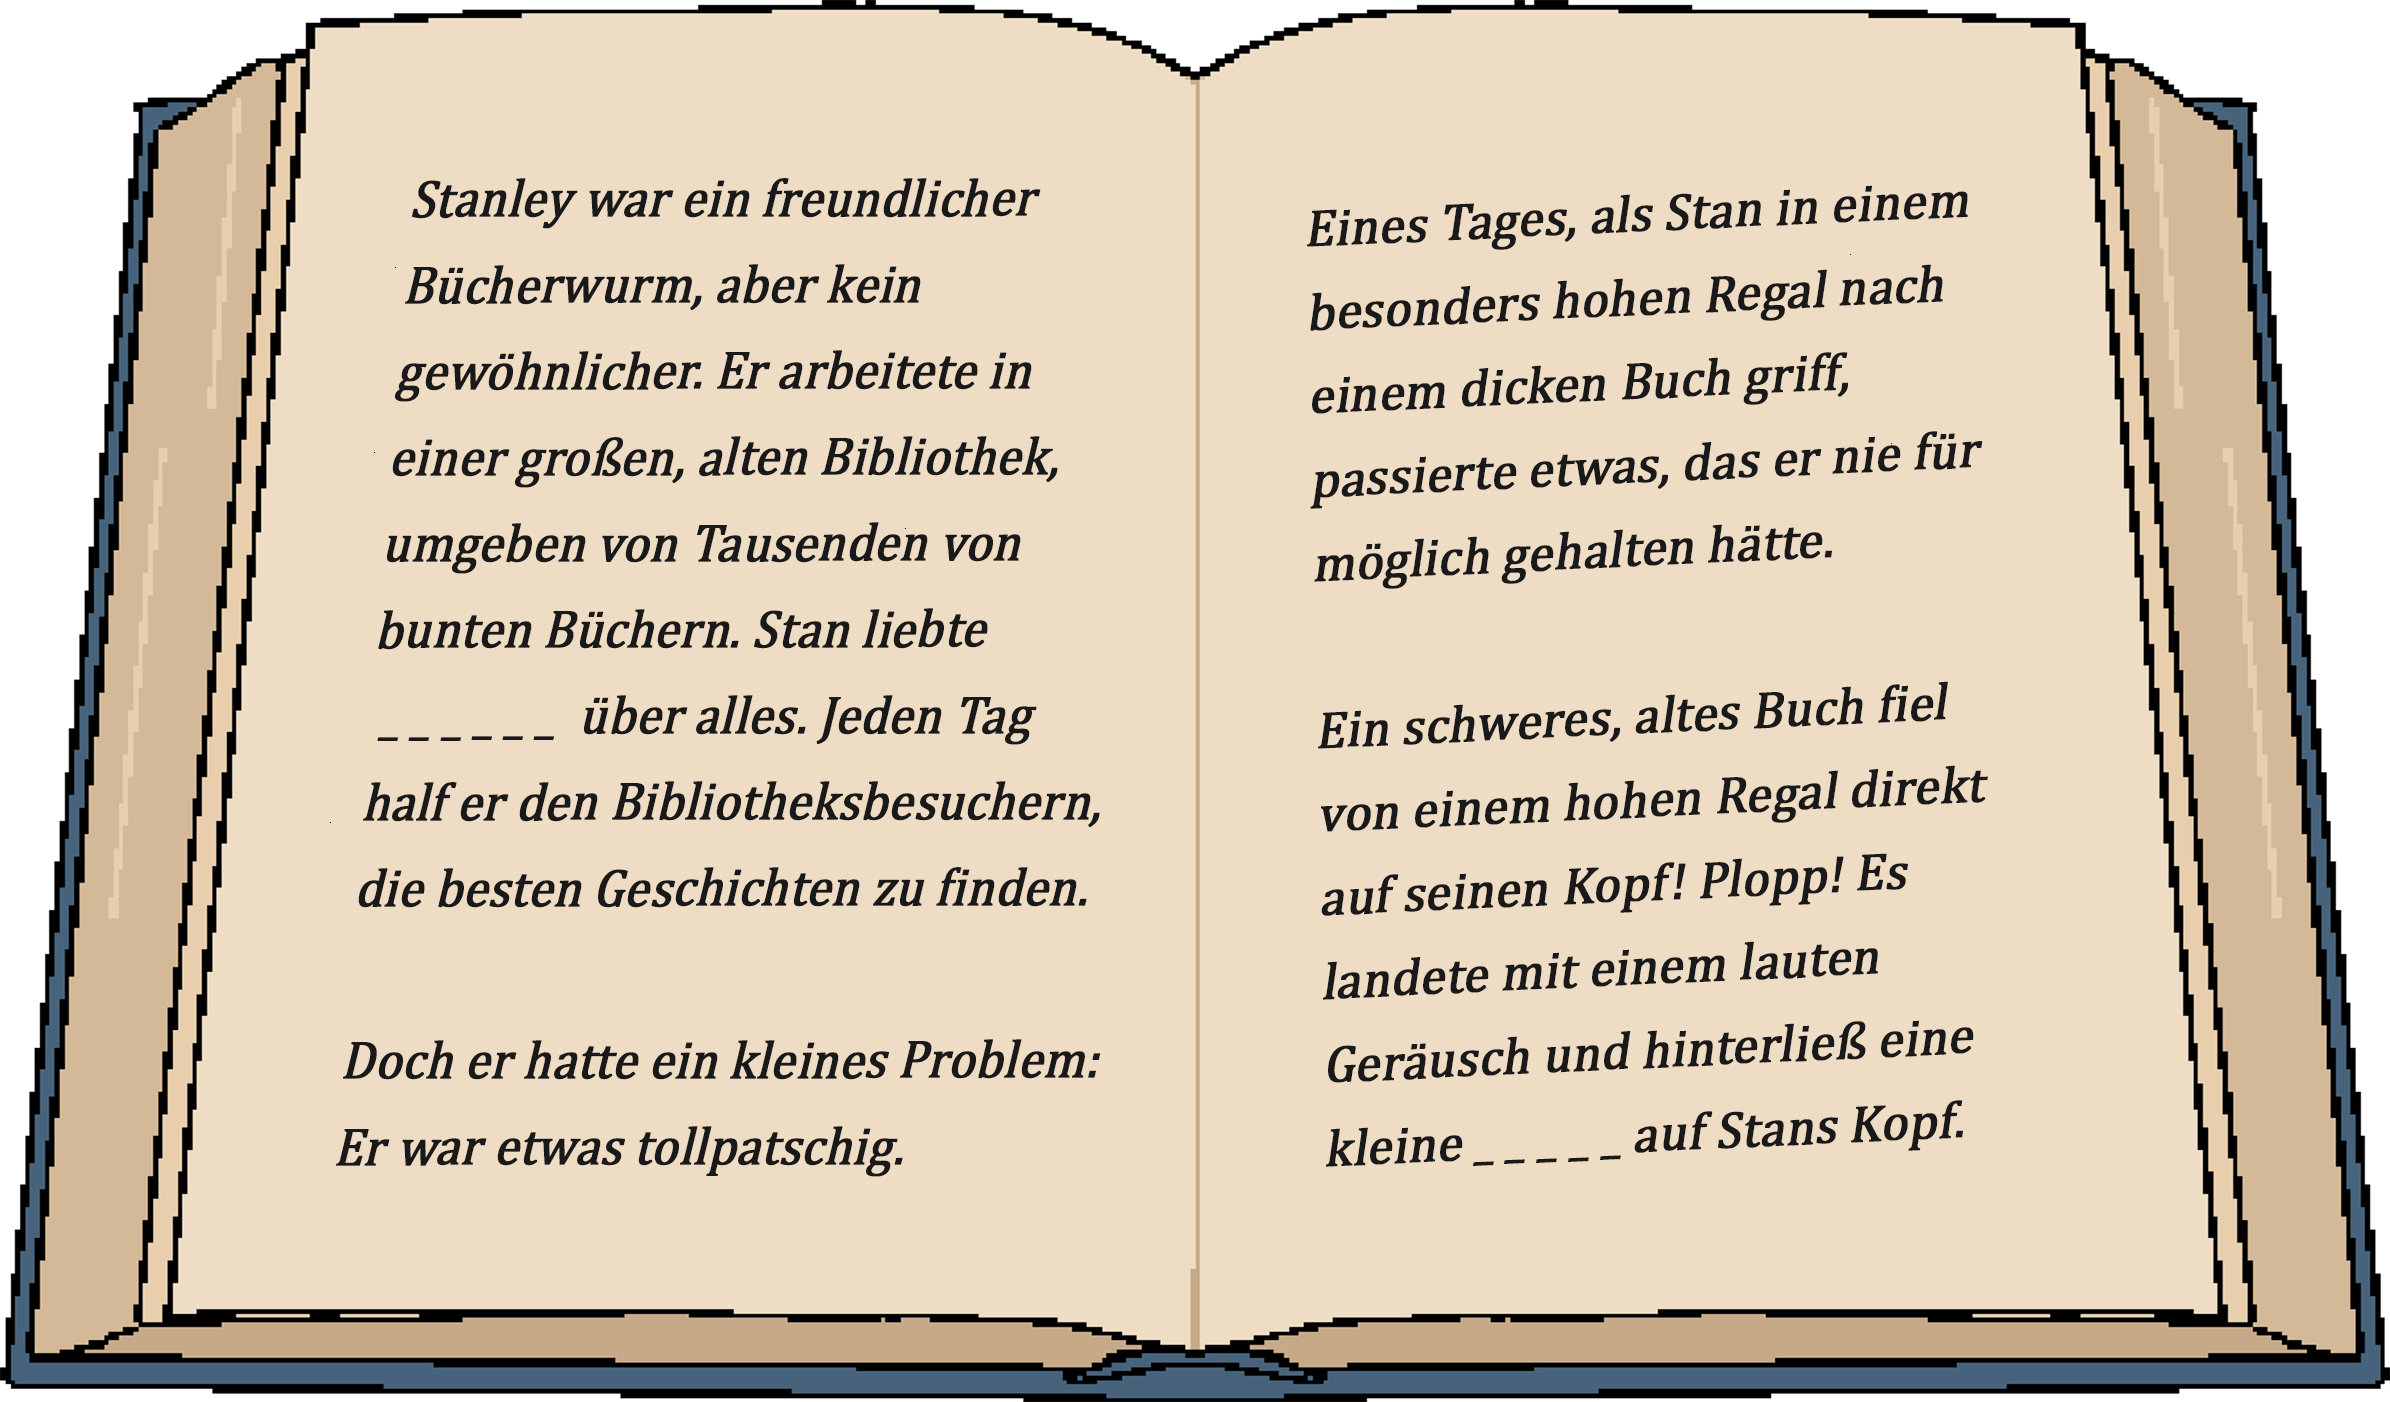 Stanley war ein freundlicher
Bücherwurm, aber kein
gewöhnlicher. Er arbeitete in
einer großen, alten Bibliothek,
umgeben von Tausenden von
bunten Büchern. Stan liebte
_ _ _ _ _ _ über alles. Jeden Tag
half er den Bibliotheksbesuchern,
die besten Geschichten zu finden.
Doch er hatte ein kleines Problem:
Er war etwas tollpatschig.
Eines Tages, als Stan in einem
besonders hohen Regal nach
einem dicken Buch griff,
passierte etwas, das er nie für
möglich gehalten hätte.
Ein schweres, altes Buch fiel
von einem hohen Regal direkt
auf seinen Kopf! Plopp! Es
landete mit einem lauten
Geräusch und hinterließ eine
kleine _ _ _ _ _ auf Stans Kopf.